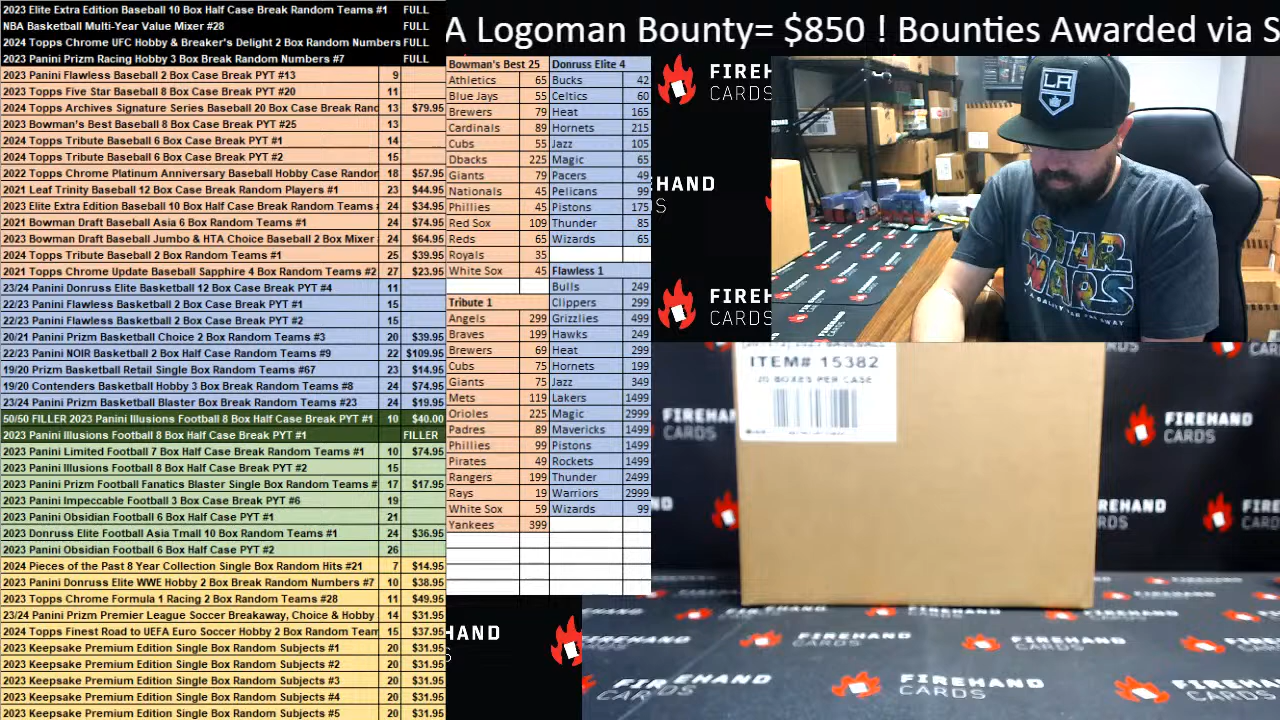 2023 Elite Extra Edition Baseball 10 Box Half Case Break Random Teams #1 FULL
NBA Basketball Multi-Year Value Mixer #28 FULL
2024 Topps Chrome UFC Hobby & Breaker's Delight 2 Box Random Numbers FULL
2023 Panini Prizm Racing Hobby 3 Box Break Random Numbers #7 FULL
2023 Panini Flawless Baseball 2 Box Case Break PYT #13 9
2023 Topps Five Star Baseball 8 Box Case Break PYT #20 11
2024 Topps Archives Signature Series Baseball 20 Box Case Break Ranc 13 $79.95
2023 Bowman's Best Baseball 8 Box Case Break PYT #25 13
2024 Topps Tribute Baseball 6 Box Case Break PYT #1 14
2024 Topps Tribute Baseball 6 Box Case Break PYT #2 15
2022 Topps Chrome Platinum Anniversary Baseball Hobby Case Randon 18 $57.95
2021 Leaf Trinity Baseball 12 Box Case Break Random Players #1 23 $44.95
2023 Elite Extra Edition Baseball 10 Box Half Case Break Random Teams 24 $34.95
2021 Bowman Draft Baseball Asia 6 Box Random Teams #1 24 $74.95
2023 Bowman Draft Baseball Jumbo & HTA Choice Baseball 2 Box Mixer 24 $64.95
2024 Topps Tribute Baseball 2 Box Random Teams #1 25 $39.95
2021 Topps Chrome Update Baseball Sapphire 4 Box Random Teams #2 27 $23.95
23/24 Panini Donruss Elite Basketball 12 Box Case Break PYT #4 11
22/23 Panini Flawless Basketball 2 Box Case PYT #1 15
22/23 Panini Flawless Basketball 2 Box Case PYT #2 15
20/21 Panini Prizm Basketball Choice 2 Box Random Teams #3 20 $39.95
22/23 Panini NOIR Basketball 2 Box Half Case Random Teams #9 22 $109.95
19/20 Prizm Basketball Retail Single Box Random Teams #67 23 $14.95
19/20 Contenders Basketball Hobby 3 Box Break Random Teams #8 24 $74.95
23/24 Panini Prizm Basketball Blaster Box Break Random Teams #23 24 $19.95
50/50 FILLER 2023 Panini Illusions Football 8 Box Half Case Break PYT #1 10 $40.00
2023 Panini Illusions Football 8 Box Half Case Break PYT #1 FILLER
2023 Panini Limited Football 7 Box Half Case Break Random Teams #1 10 $74.95
2023 Panini Illusions Football 8 Box Half Case Break PYT #2 15
2023 Panini Prizm Football Fanatics Blaster Single Box Random Teams # 17 $17.95
2023 Panini Impeccable Football 3 Box Case Break PYT #6 19
2023 Panini Obsidian Football 6 Box Half Case PYT #1 21
2023 Donruss Elite Football Asia Tmall 10 Box Random Teams #1 24 $36.95
2023 Panini Obsidian Football 6 Box Half Case PYT #2 26
2024 Pieces of the Past 8 Year Collection Single Box Random Hits #21 7 $14.95
2023 Panini Donruss Elite WWE Hobby 2 Box Break Random Numbers #7 10 $38.95
2023 Topps Chrome Formula 1 Racing 2 Box Random Teams #28 11 $49.95
23/24 Panini Prizm Premier League Soccer Breakaway, Choice & Hobby 14 $31.95
2024 Topps Finest Road to UEFA Euro Soccer Hobby 2 Box Random Team 15 $37.95
2023 Keepsake Premium Edition Single Box Random Subjects #1 20 $31.95
2023 Keepsake Premium Edition Single Box Random Subjects #2 20 $31.95
2023 Keepsake Premium Edition Single Box Random Subjects #3 20 $31.95
2023 Keepsake Premium Edition Single Box Random Subjects #4 20 $31.95
2023 Keepsake Premium Edition Single Box Random Subjects #5 20 $31.95
A Logoman Bounty= $850 ! Bounties Awarded via S
Bowman's Best 25
Athletics 65
Blue Jays 55
Brewers 79
Cardinals 89
Cubs 55
Dbacks 225
Giants 79
Nationals 45
Phillies 45
Red Sox 109
Reds 65
Royals 35
White Sox 45
Tribute 1
Angels 299
Braves 199
Brewers 69
Cubs 75
Giants 75
Mets 119
Orioles 225
Padres 89
Phillies 99
Pirates 49
Rangers 199
Rays 19
White Sox 59
Yankees 399
Donruss Elite 4
Bucks 42
Celtics 60
Heat 165
Hornets 215
Jazz 105
Magic 65
Pacers 49
Pelicans 99
Pistons 175
Thunder 85
Wizards 65
Flawless 1
Bulls 249
Clippers 299
Grizzlies 499
Hawks 249
Heat 299
Hornets 199
Jazz 349
Lakers 1499
Magic 2999
Mavericks 1499
Pistons 1499
Rockets 1499
Thunder 2499
Warriors 2999
Wizards 99
FIREH
CARDS
HAND
S
FIREH
CARDS
HAND
S
LA
STAR
WARS
ITEM# 15382
20 BOXES PER CASE
FIREHAND
CARDS
FIREHAND
CARDS
FIREHAND
CARDS
FIREHAND
CARDS
FIREHAND
CARDS
FIREHAND
CARDS